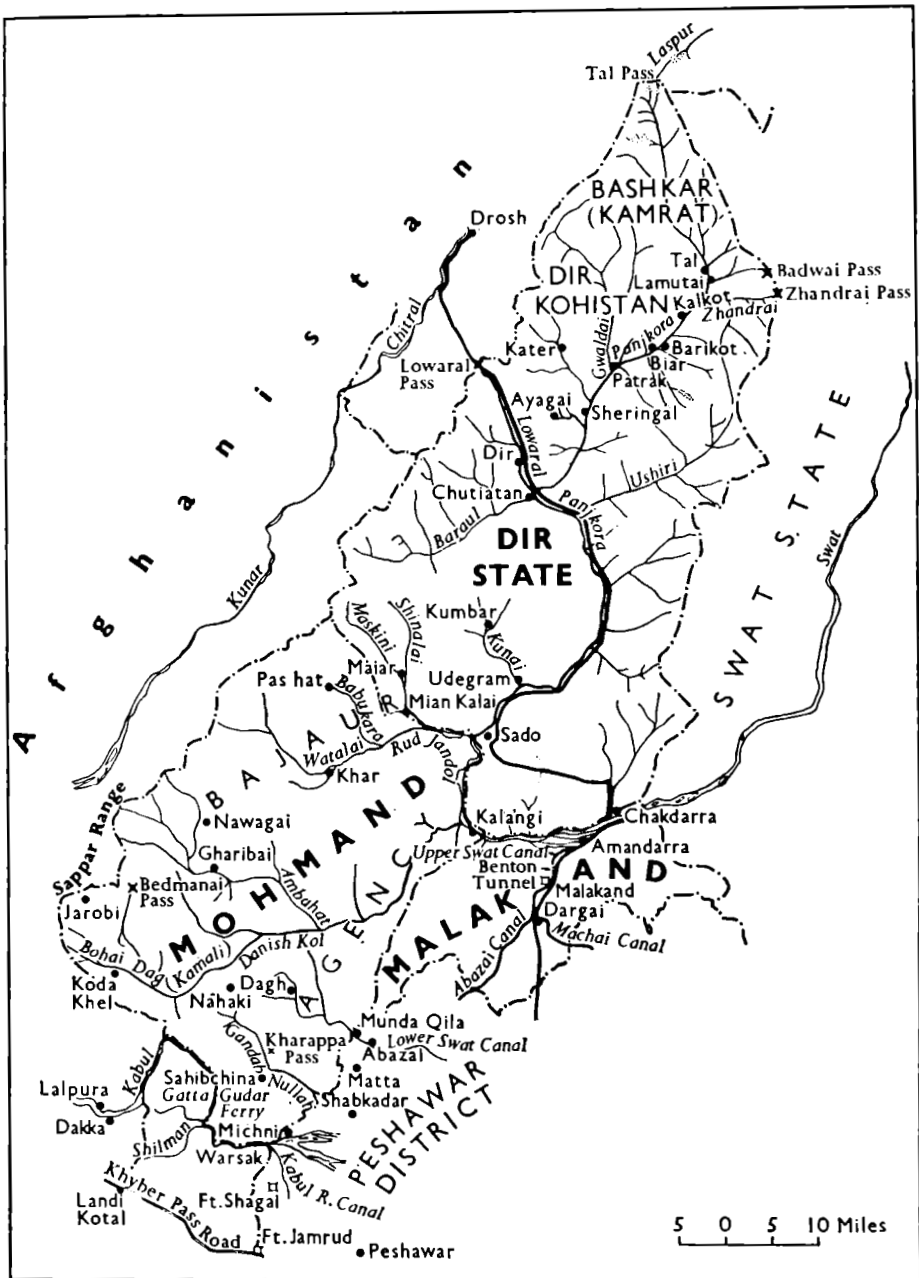 Laspur
Tal Pass
BASHKAR
(KAMRAT)
Afghanistan
Drosh
Tal
Badwai Pass
Lamutai
DIR
KOHISTAN
Zhandrai Pass
Kalkot
Zhandrai
Chitral
Gwaldai
Panjkora
Kater
Barikot
Biar
Lowaral
Pass
Patrak
Ayagai
Sheringal
Lowaral
Dir
Ushiri
Chutiatan
Panjkora
Baraul
DIR
STATE
SWAT STATE
Swat
Kunar
Maskini
Shinalai
Kumbar
Kunai
Maiar
Udegram
Pas hat
Babukara
Mian Kalai
BAJAUR
Sado
Watalai
Rud
Jandol
Khar
Sappar Range
Nawagai
Kalangi
Chakdarra
Gharibai
Upper Swat Canal
Amandarra
Ambahar
Benton
Tunnel
Bedmanai
Pass
Malakand
Jarobi
MOHMAND
AGENCY
MALAKAND
Dargai
Machai Canal
Abazai Canal
Bohai Dag
(Kamali)
Danish Kol
Koda
Khel
Nahaki
Dagh
Munda Qila
Lower Swat Canal
Gandab
Nullah
Kharappa
Pass
Abazai
Kabul
Sahibchina
Matta
Lalpura
Gatta Gudar
Ferry
Shabkadar
Dakka
Michni
PESHAWAR
DISTRICT
Shilman
Warsak
Kabul R. Canal
Khyber Pass Road
Ft.Shagai
Landi
Kotal
Ft.Jamrud
Peshawar
5 0 5 10 Miles